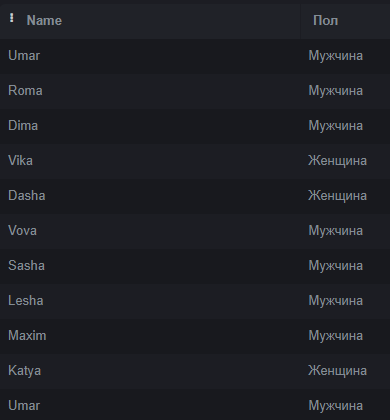 Name Пол
Umar Мужчина
Roma Мужчина
Dima Мужчина
Vika Женщина
Dasha Женщина
Vova Мужчина
Sasha Мужчина
Lesha Мужчина
Maxim Мужчина
Katya Женщина
Umar Мужчина